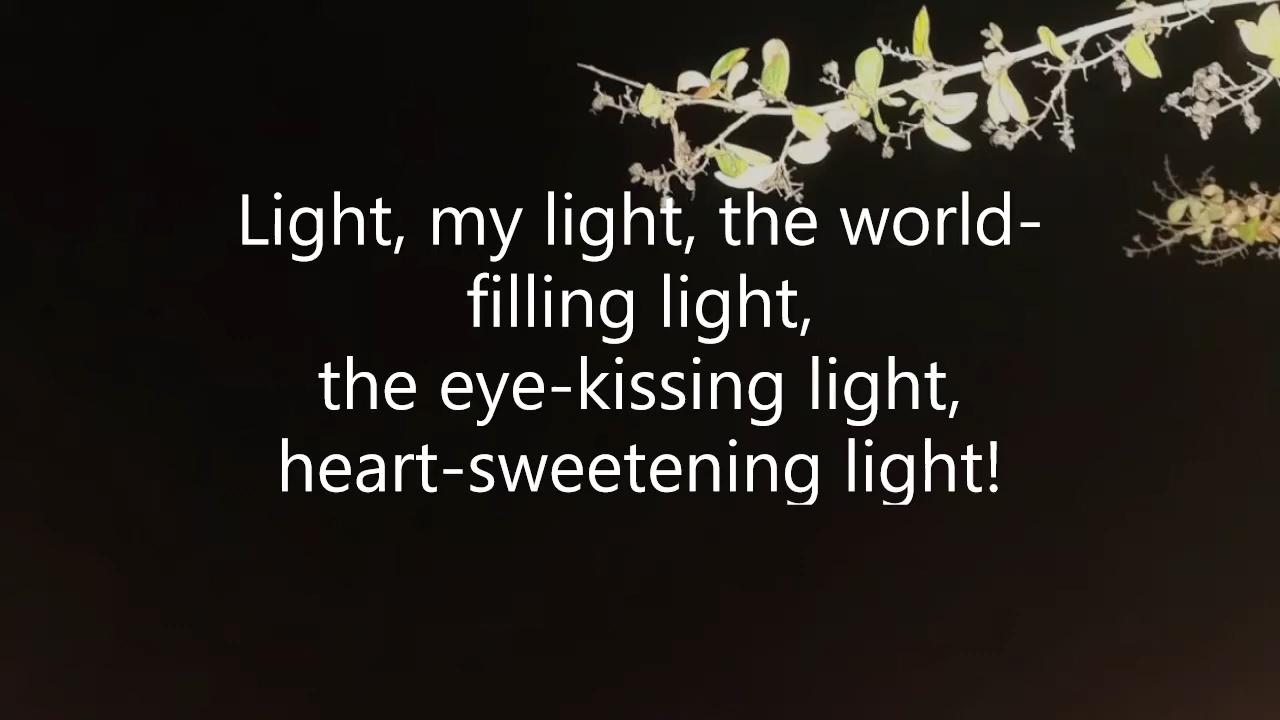 Light, my light, the world-
filling light,
the eye-kissing light,
heart-sweetening light!